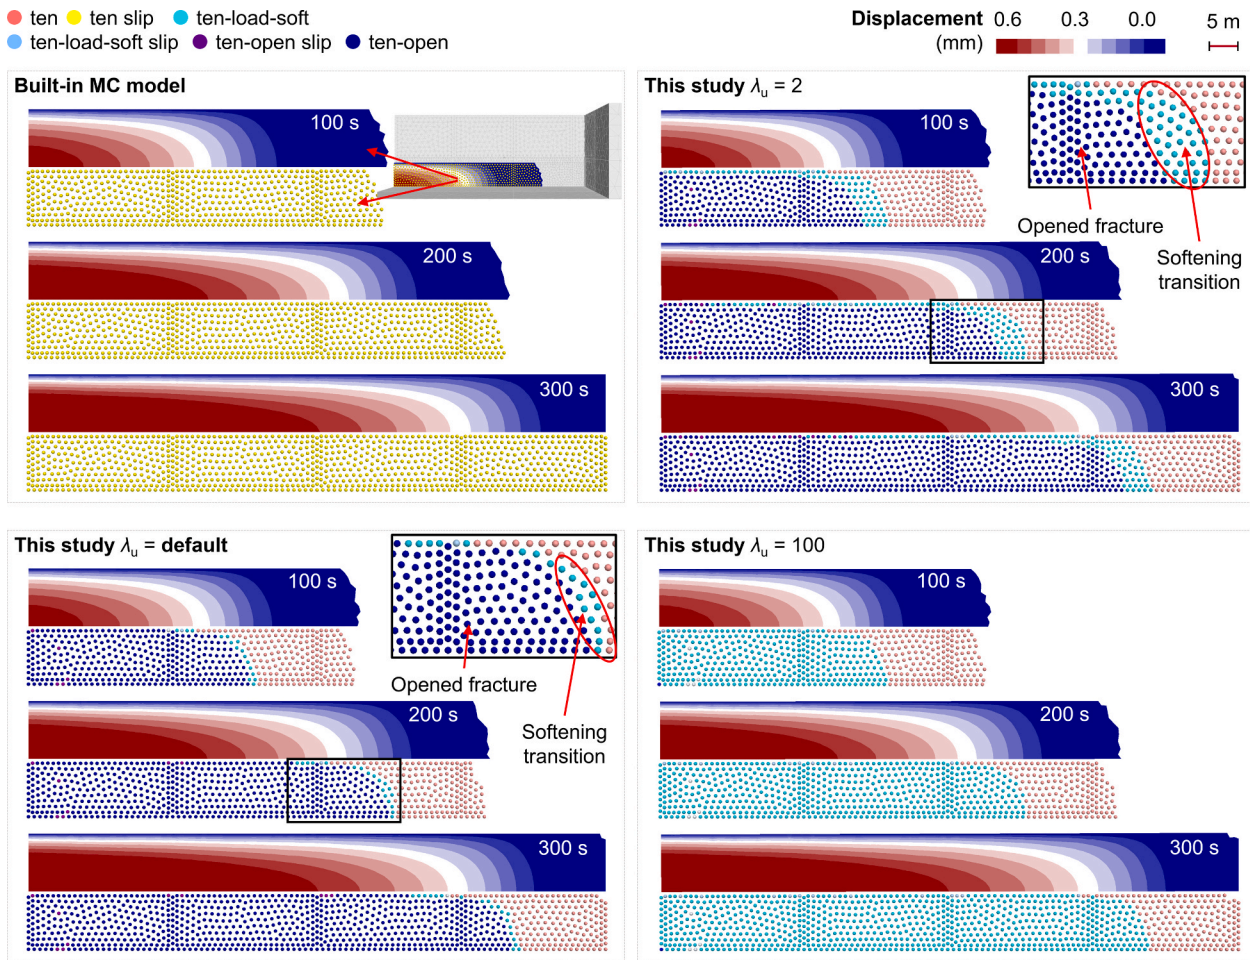 ten ten slip ten-load-soft
ten-load-soft slip ten-open slip ten-open
Displacement 0.6 0.3 0.0 5 m
(mm)
Built-in MC model
100 s
200 s
300 s
This study λu = 2
100 s
Opened fracture
Softening
transition
200 s
300 s
This study λu = default
100 s
Opened fracture
Softening
transition
200 s
300 s
This study λu = 100
100 s
200 s
300 s